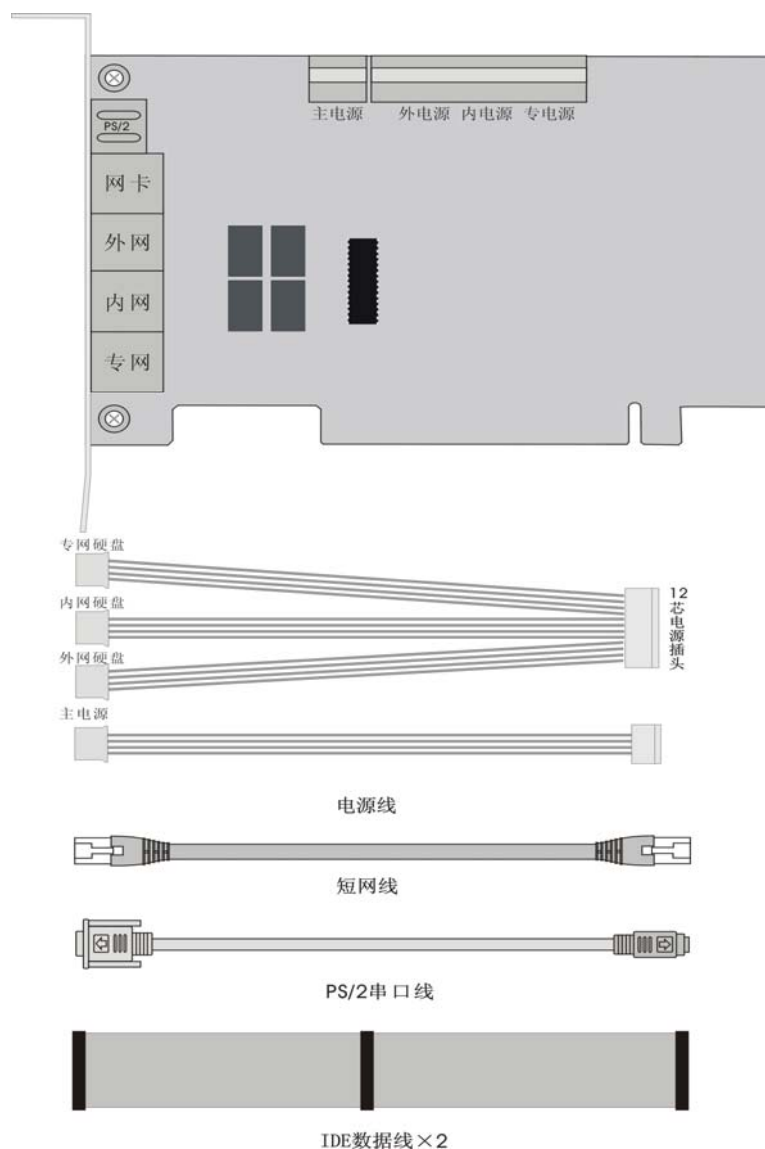 主电源 外电源 内电源 专电源
PS/2
网卡
外网
内网
专网
专网硬盘
内网硬盘
外网硬盘
12芯电源插头
主电源
电源线
短网线
PS/2串口线
IDE数据线×2